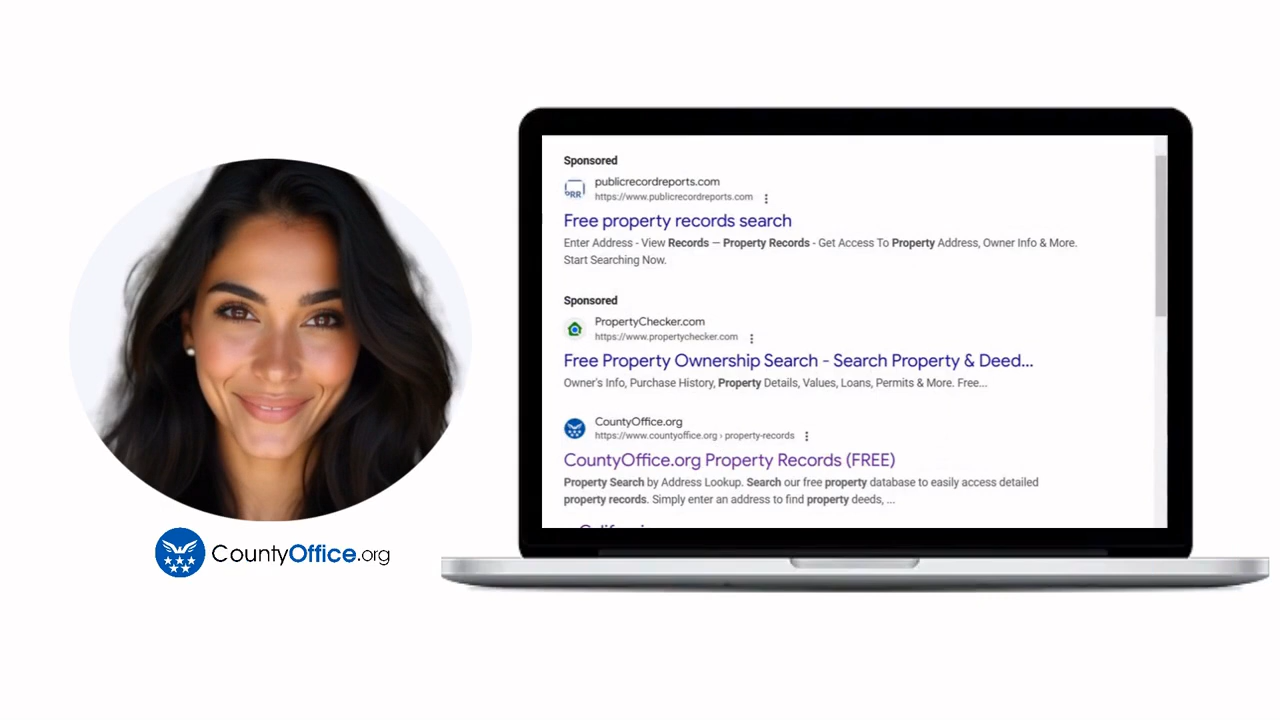 Sponsored
publicrecordreports.com
https://www.publicrecordreports.com
Free property records search
Enter Address - View Records — Property Records - Get Access To Property Address, Owner Info & More.
Start Searching Now.
Sponsored
PropertyChecker.com
https://www.propertychecker.com
Free Property Ownership Search - Search Property & Deed...
Owner's Info, Purchase History, Property Details, Values, Loans, Permits & More. Free...
CountyOffice.org
https://www.countyoffice.org › property-records
CountyOffice.org Property Records (FREE)
Property Search by Address Lookup. Search our free property database to easily access detailed
property records. Simply enter an address to find property deeds, ...
CountyOffice.org